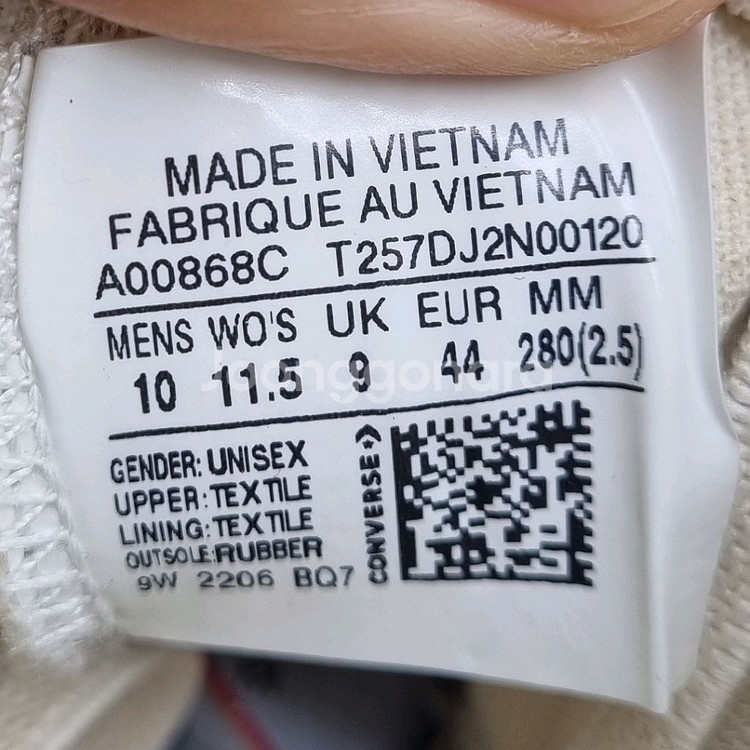 MADE IN VIETNAM
FABRIQUE AU VIETNAM
A00868C T257DJ2N00120
MENS WO'S UK EUR MM
10 11.5 9 44 280(2.5)
Joonggonara
GENDER: UNISEX
UPPER: TEXTILE
LINING: TEXTILE
OUTSOLE: RUBBER
9W 2206 BQ7
CONVERSE